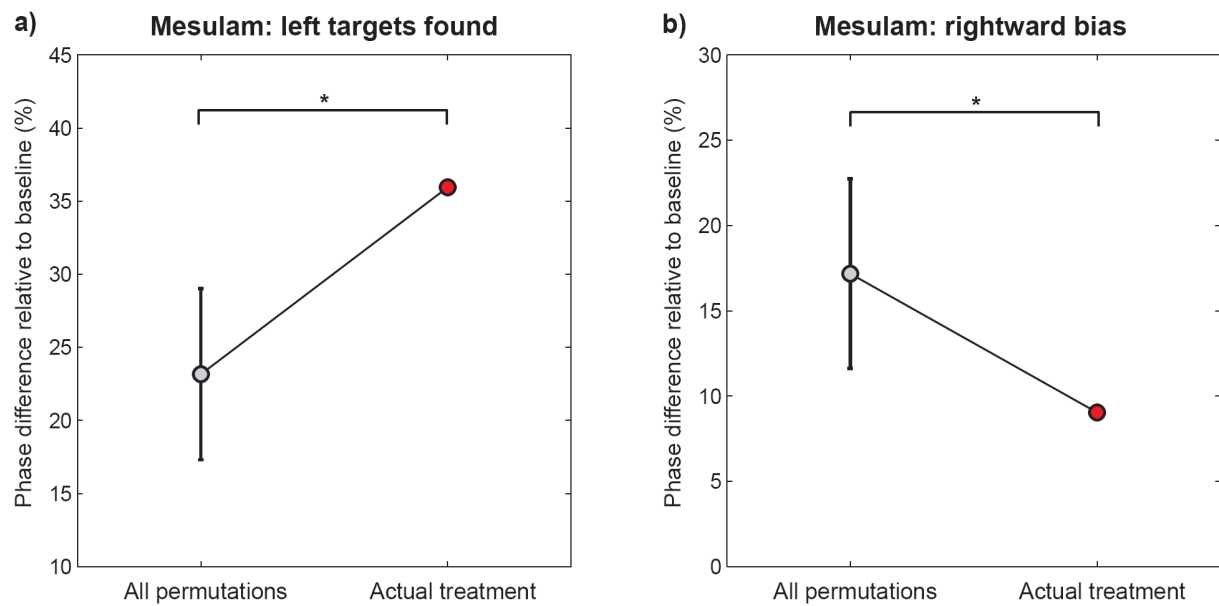 a) Mesulam: left targets found
Phase difference relative to baseline (%)
45
40
35
30
25
20
15
10
*
All permutations Actual treatment
b) Mesulam: rightward bias
Phase difference relative to baseline (%)
30
25
20
15
10
5
0
*
All permutations Actual treatment